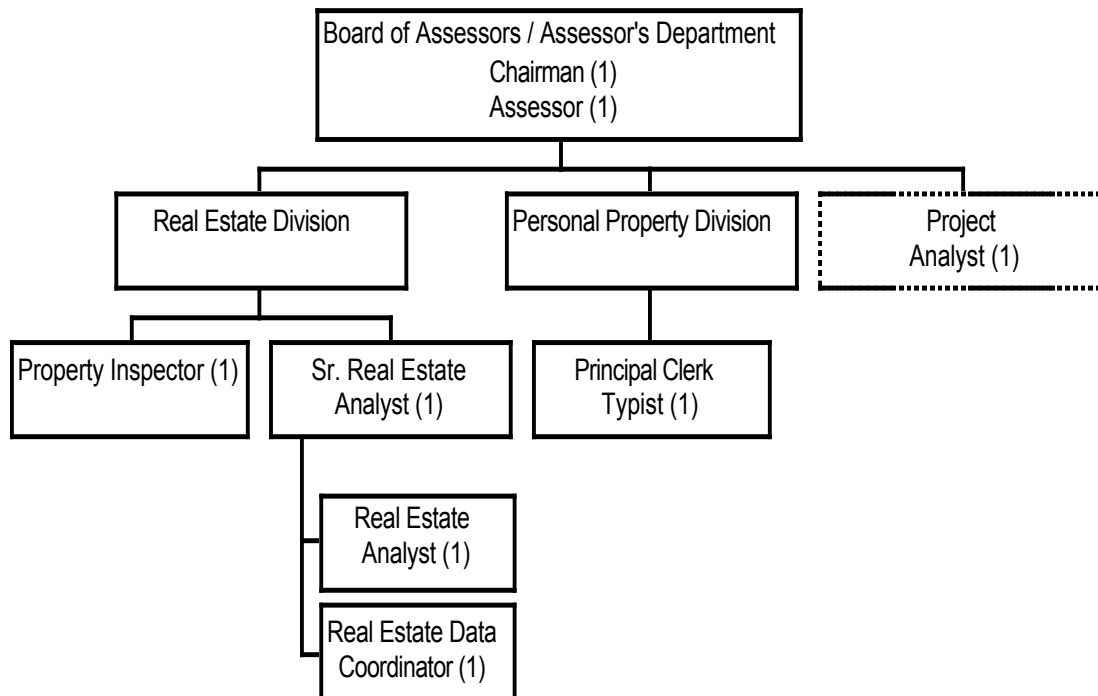 Board of Assessors / Assessor's Department
Chairman (1)
Assessor (1)
Real Estate Division
Personal Property Division
Project
Analyst (1)
Property Inspector (1)
Sr. Real Estate
Analyst (1)
Principal Clerk
Typist (1)
Real Estate
Analyst (1)
Real Estate Data
Coordinator (1)